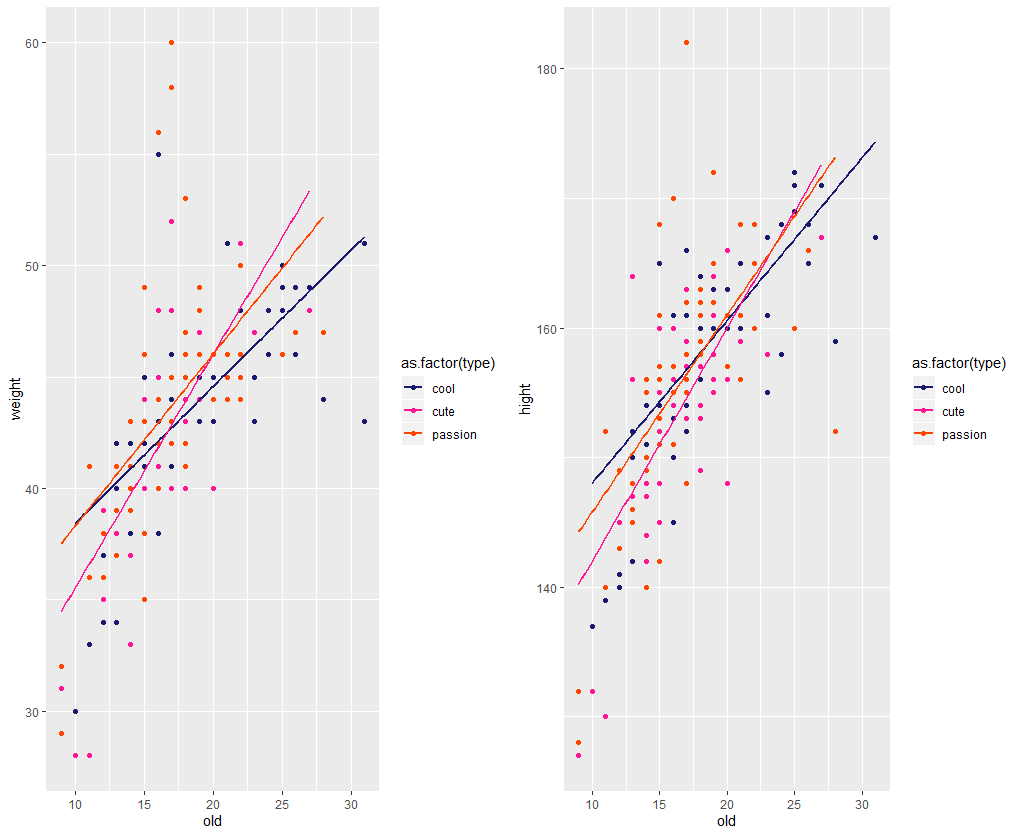 weight
60
50
40
30
10 15 20 25 30
old
as.factor(type)
cool
cute
passion
hight
180
160
140
10 15 20 25 30
old
as.factor(type)
cool
cute
passion